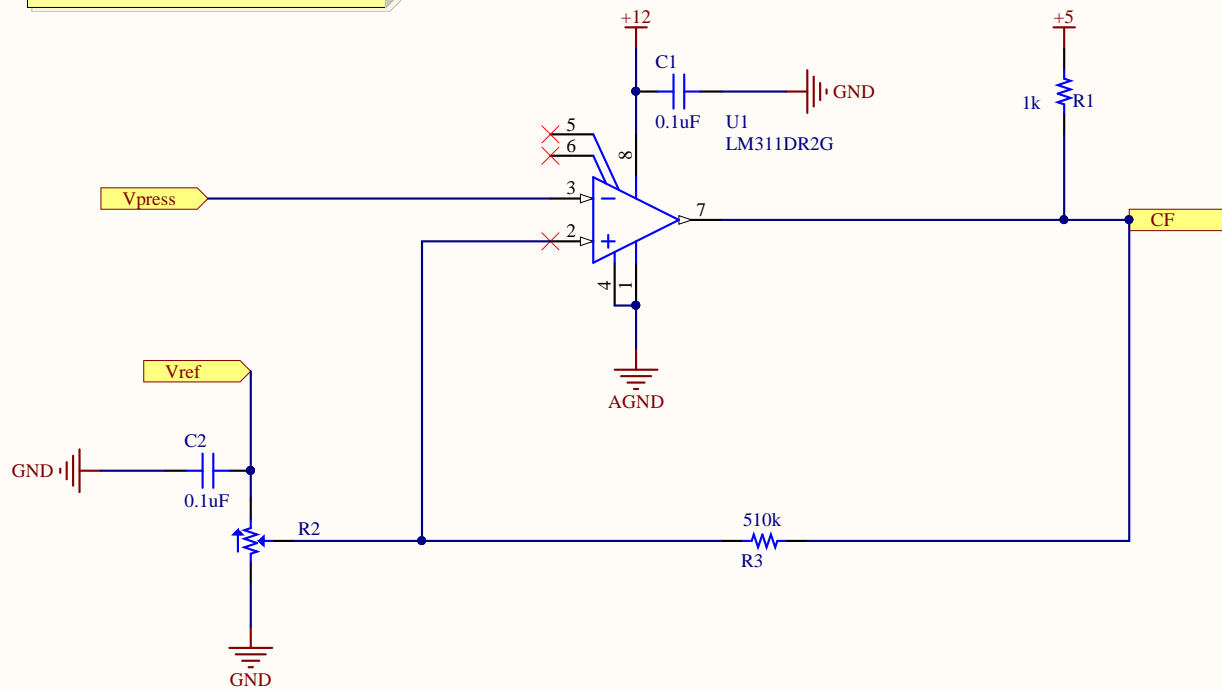 +12
+5
C1
GND
0.1uF
1k
R1
U1
LM311DR2G
5
6
8
Vpress
3
2
7
CF
4
1
AGND
Vref
C2
GND
0.1uF
R2
510k
R3
GND